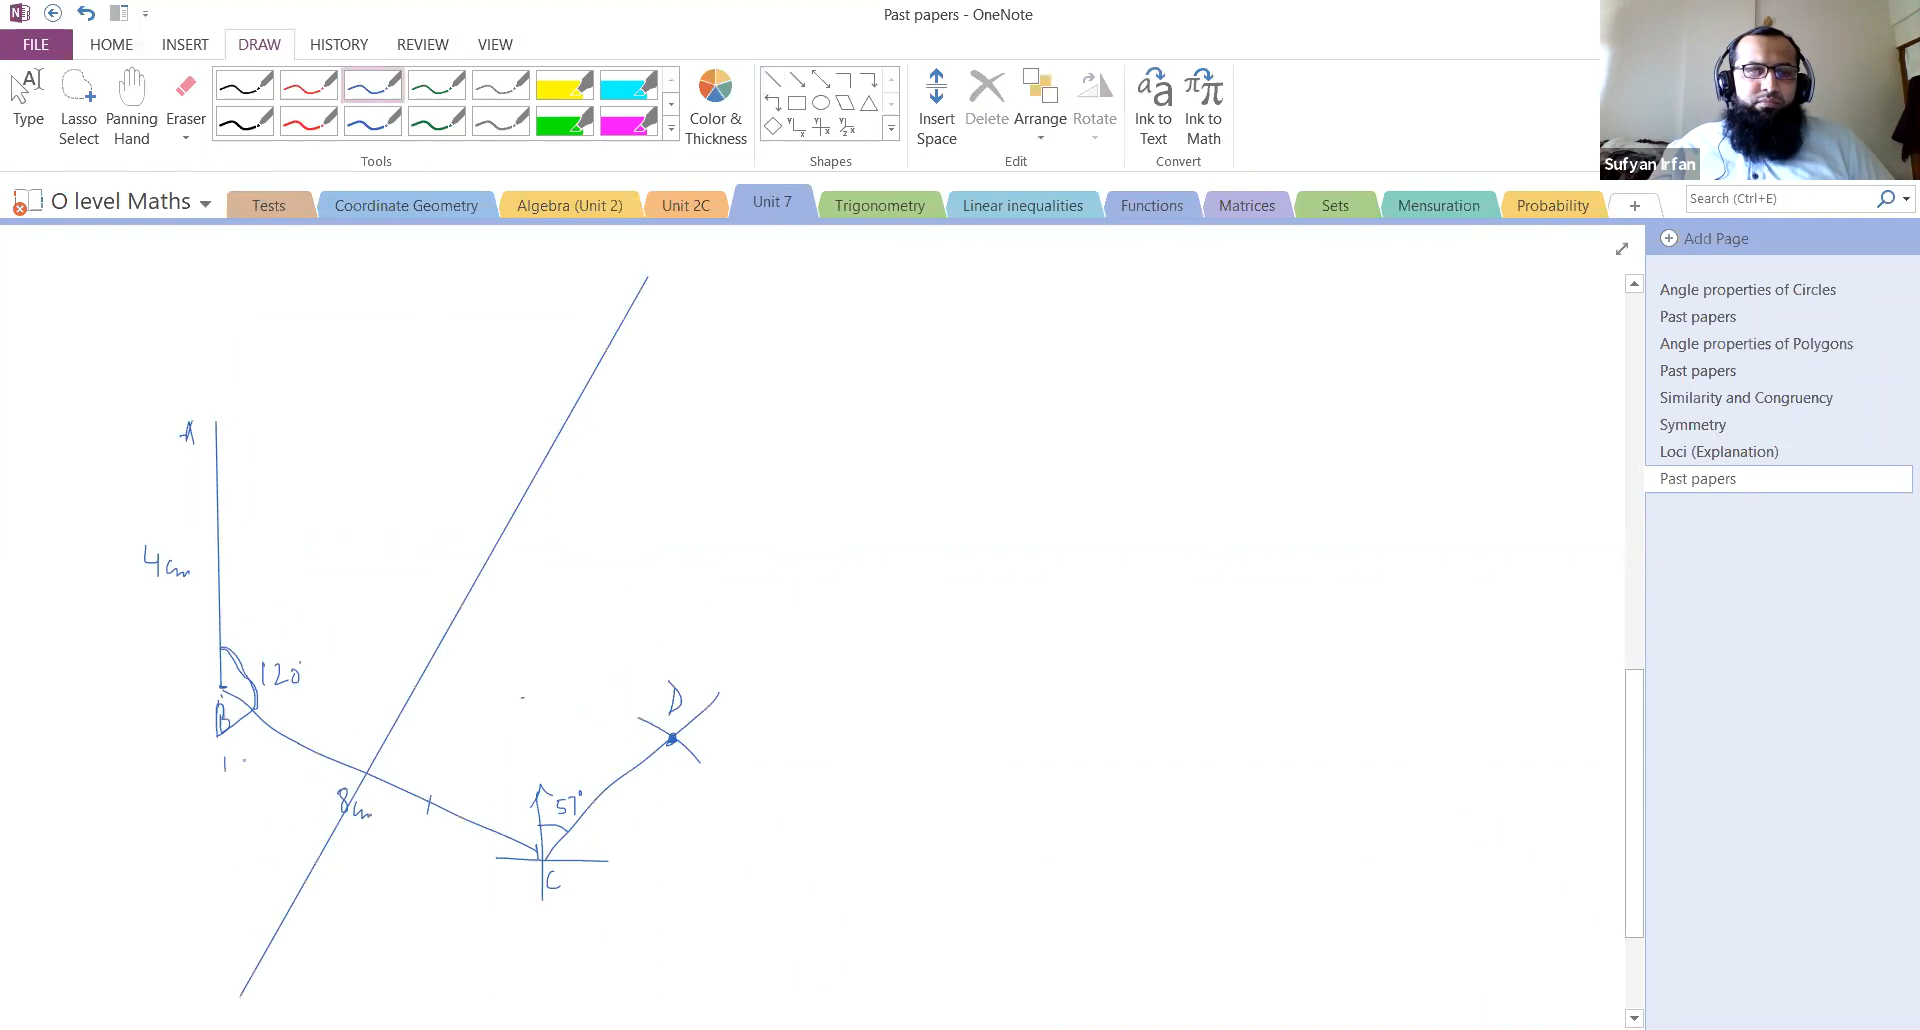 Past papers - OneNote
FILE HOME INSERT DRAW HISTORY REVIEW VIEW
Type
Lasso Select
Panning Hand
Eraser
Color & Thickness
Insert Space
Delete
Arrange
Rotate
Ink to Text
Ink to Math
Tools
Shapes
Edit
Convert
Sufyan Irfan
O level Maths
Tests
Coordinate Geometry
Algebra (Unit 2)
Unit 2C
Unit 7
Trigonometry
Linear inequalities
Functions
Matrices
Sets
Mensuration
Probability
Search (Ctrl+E)
Add Page
Angle properties of Circles
Past papers
Angle properties of Polygons
Past papers
Similarity and Congruency
Symmetry
Loci (Explanation)
Past papers
A
4cm
120°
B
D
8cm
57°
C